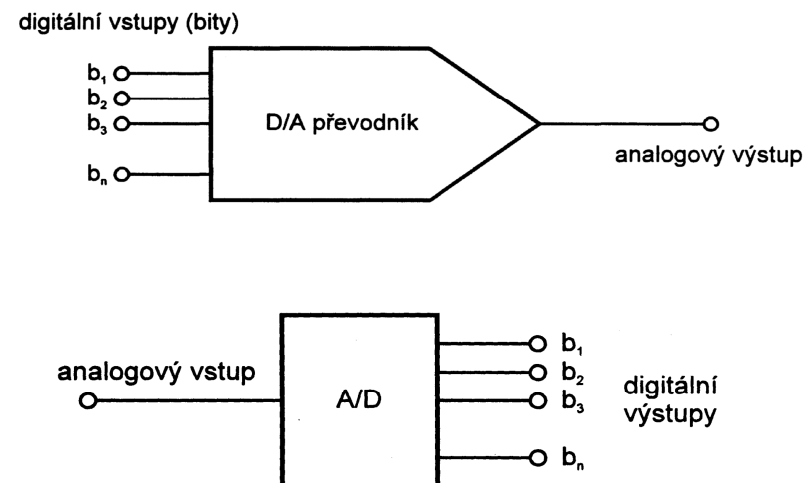 digitální vstupy (bity)
b₁
b₂
b₃
bₙ
D/A převodník
analogový výstup
analogový vstup
A/D
b₁
b₂
b₃
bₙ
digitální
výstupy